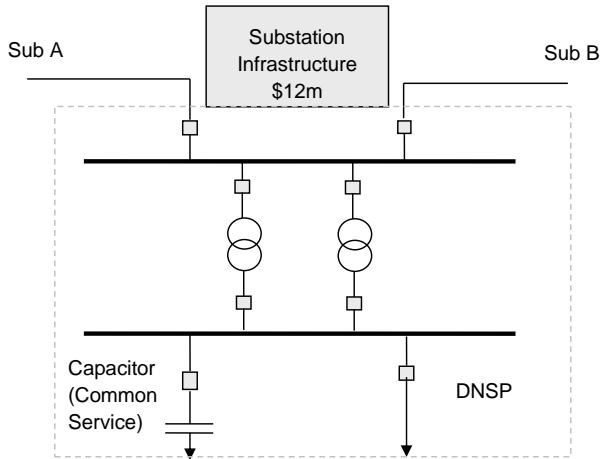 Substation
Infrastructure
$12m
Sub A
Sub B
Capacitor
(Common
Service)
DNSP